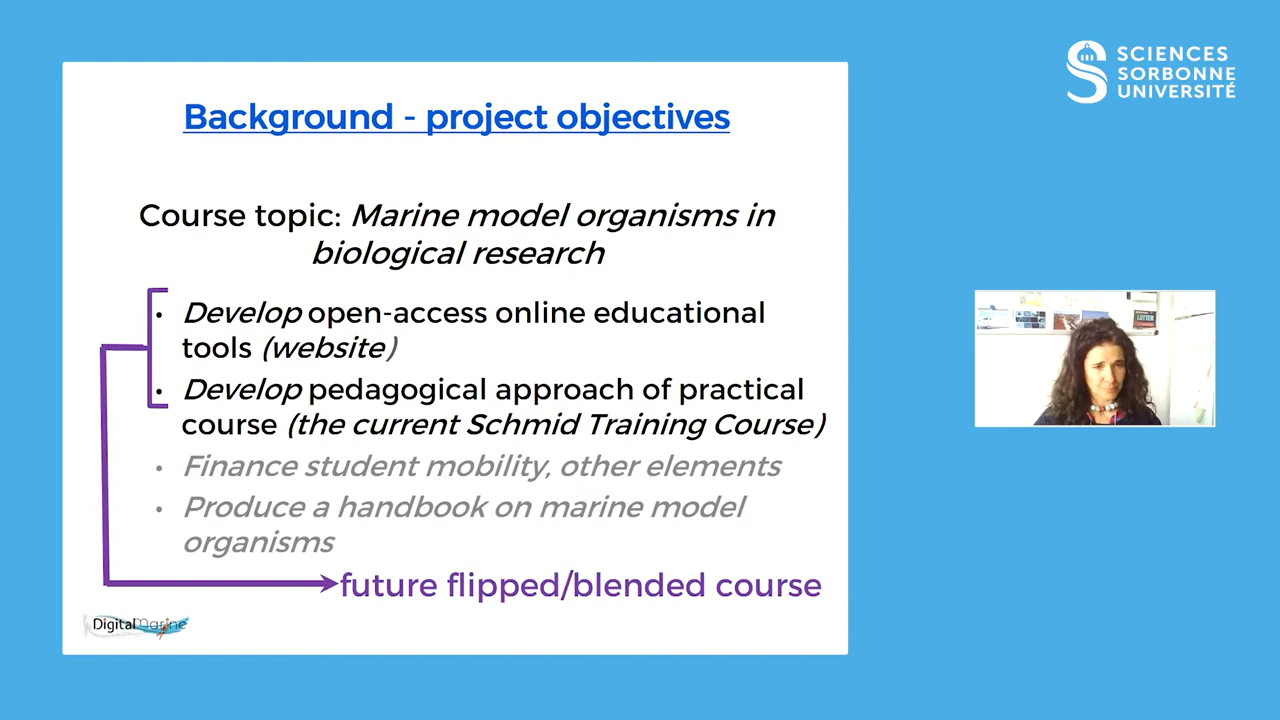 SCIENCES
SORBONNE
UNIVERSITÉ
Background - project objectives
Course topic: Marine model organisms in
biological research
• Develop open-access online educational
tools (website)
• Develop pedagogical approach of practical
course (the current Schmid Training Course)
• Finance student mobility, other elements
• Produce a handbook on marine model
organisms
future flipped/blended course
DigitalMarine